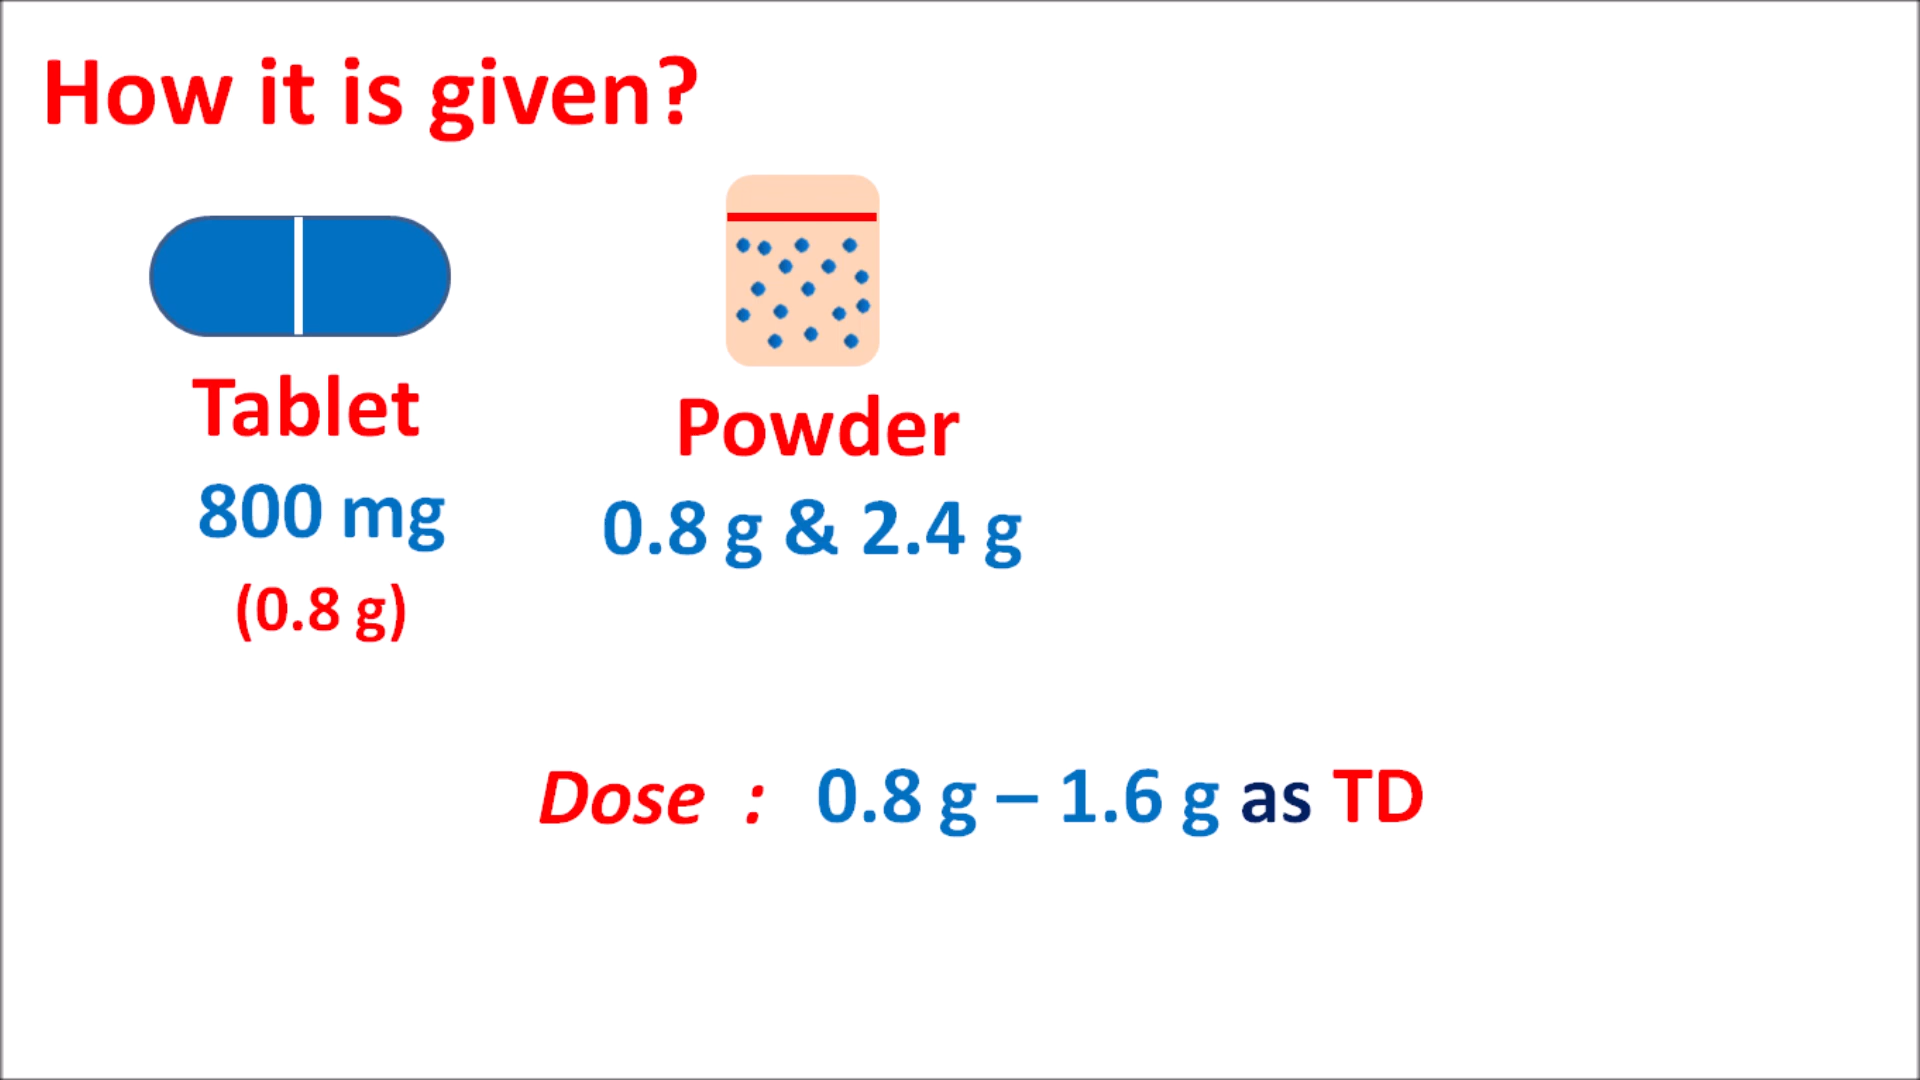 How it is given?
Tablet
800 mg
(0.8 g)
Powder
0.8 g & 2.4 g
Dose : 0.8 g – 1.6 g as TD